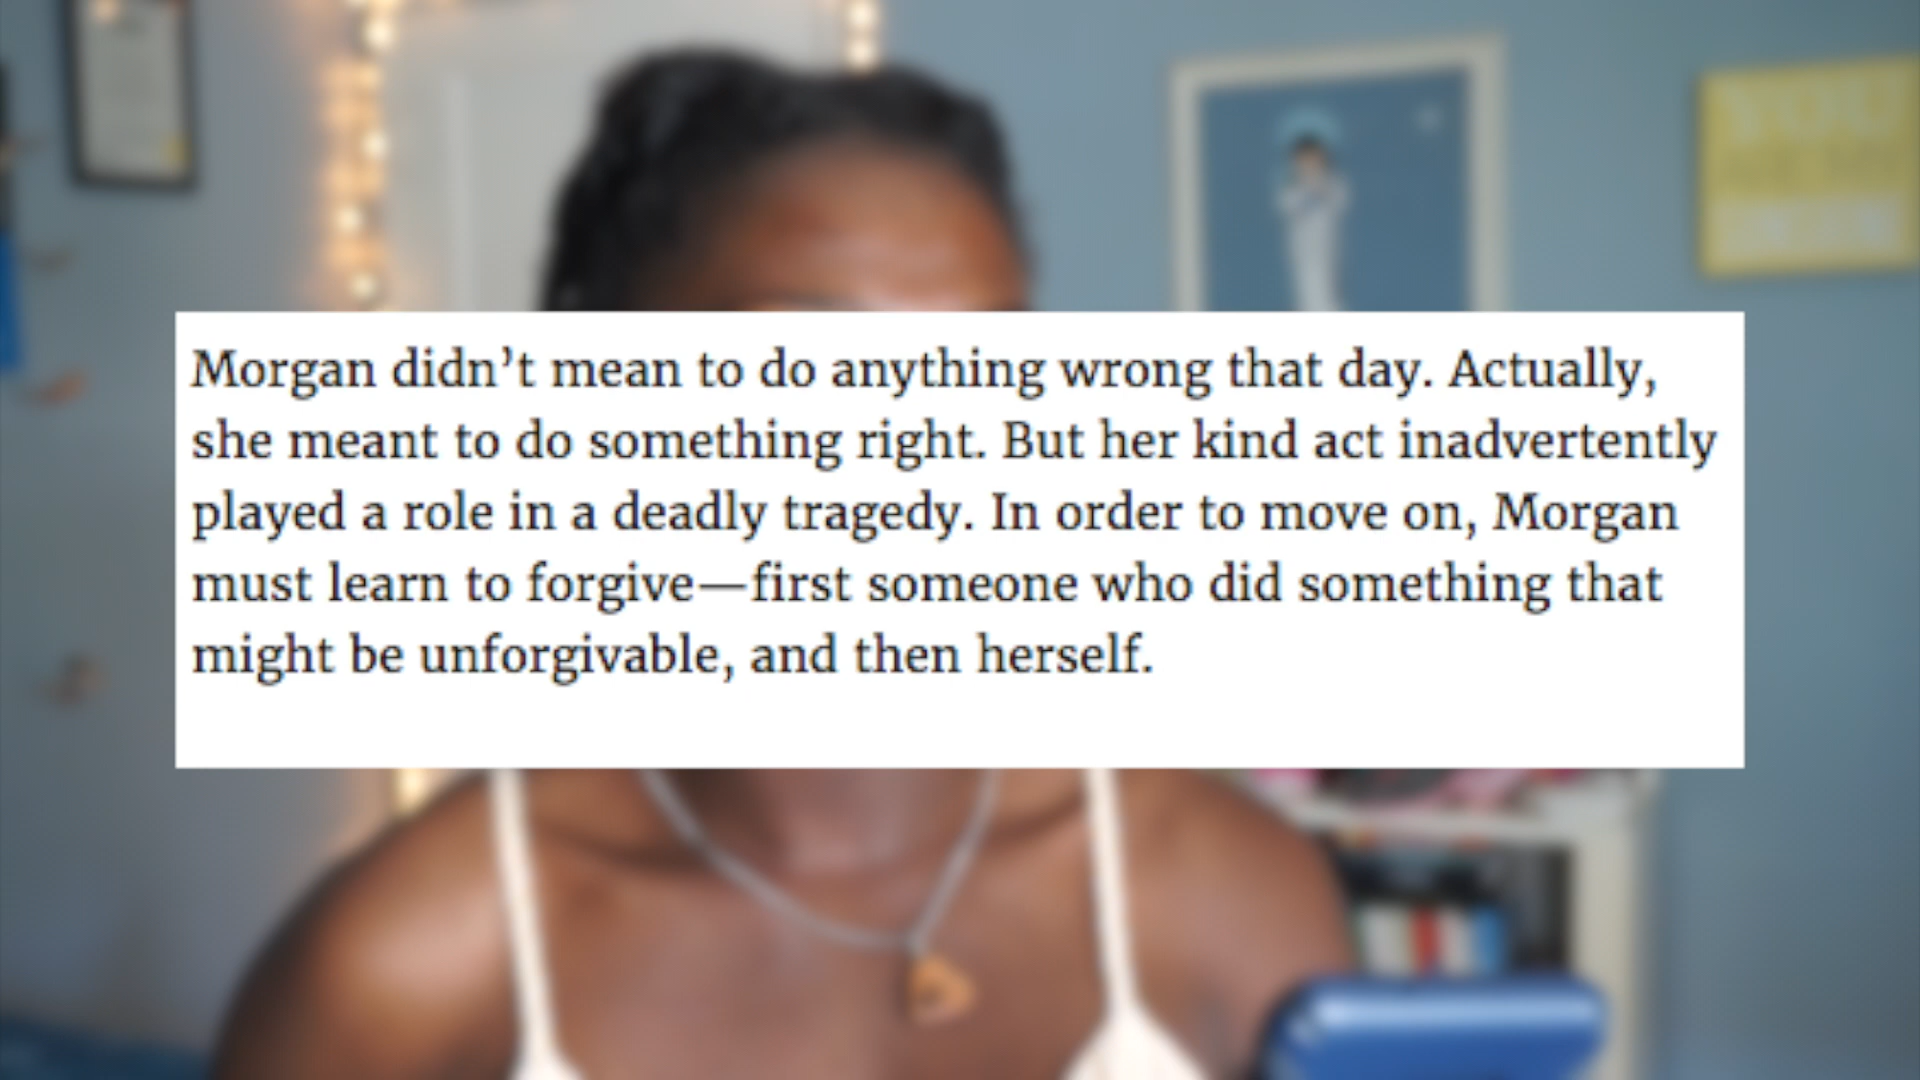 YOU
Morgan didn’t mean to do anything wrong that day. Actually,
she meant to do something right. But her kind act inadvertently
played a role in a deadly tragedy. In order to move on, Morgan
must learn to forgive—first someone who did something that
might be unforgivable, and then herself.